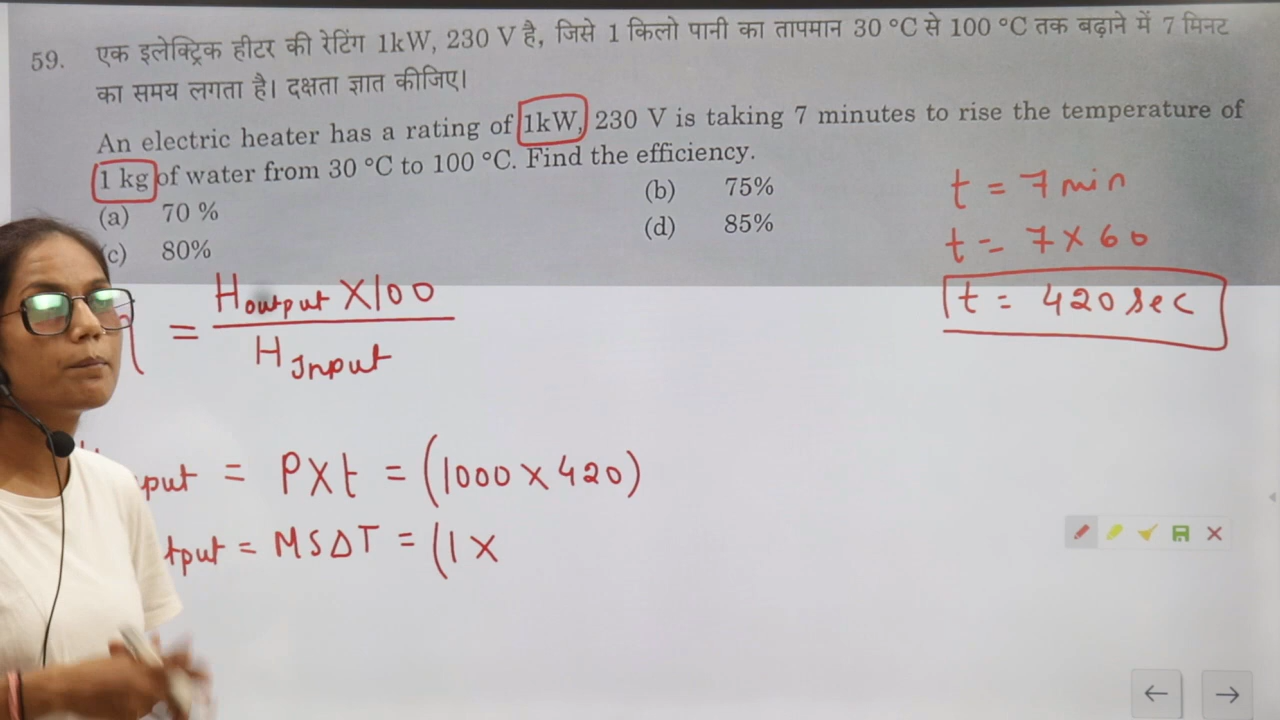 59. एक इलेक्ट्रिक हीटर की रेटिंग 1kW, 230 V है, जिसे 1 किलो पानी का तापमान 30 °C से 100 °C तक बढ़ाने में 7 मिनट
का समय लगता है। दक्षता ज्ञात कीजिए।
An electric heater has a rating of 1kW, 230 V is taking 7 minutes to rise the temperature of
1 kg of water from 30 °C to 100 °C. Find the efficiency.
(a) 70 % (b) 75%
(c) 80% (d) 85%
t = 7 min
t = 7 × 60
t = 420 sec
η = H output × 100
H Input
put = P × t = (1000 × 420)
tput = M S Δ T = (1 ×